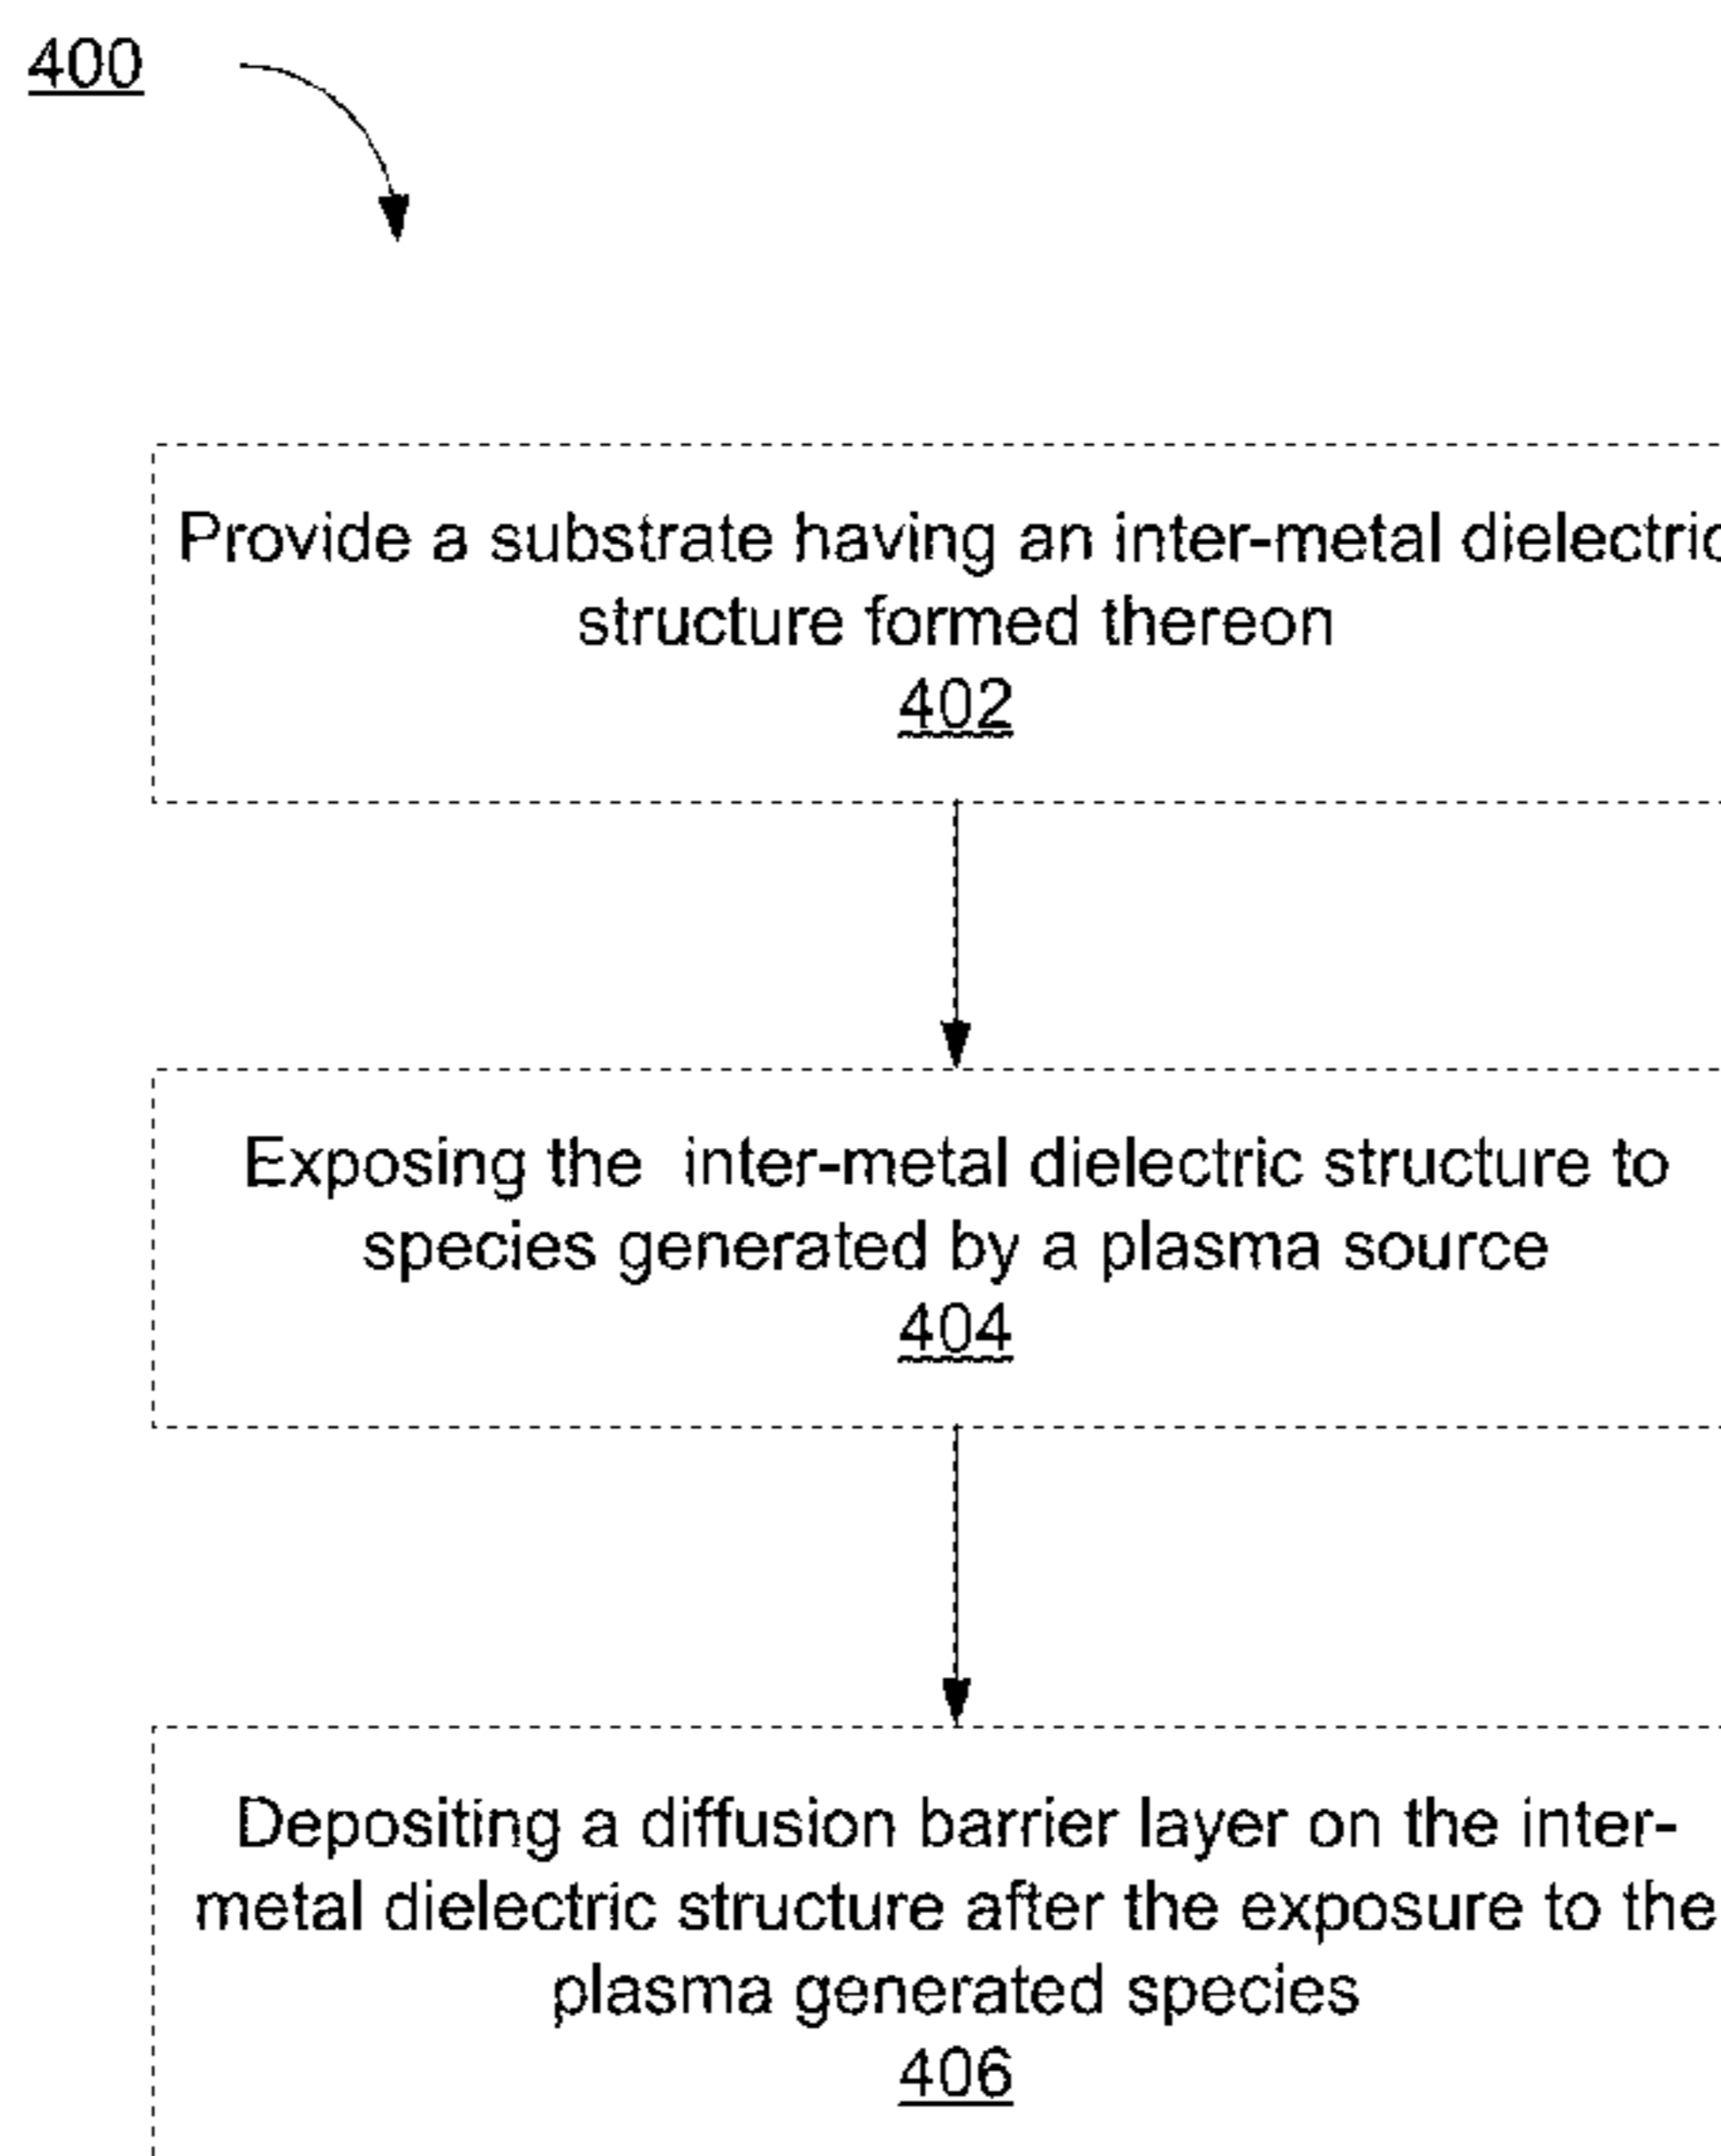 400
Provide a substrate having an inter-metal dielectric
structure formed thereon
402
Exposing the inter-metal dielectric structure to
species generated by a plasma source
404
Depositing a diffusion barrier layer on the inter-
metal dielectric structure after the exposure to the
plasma generated species
406